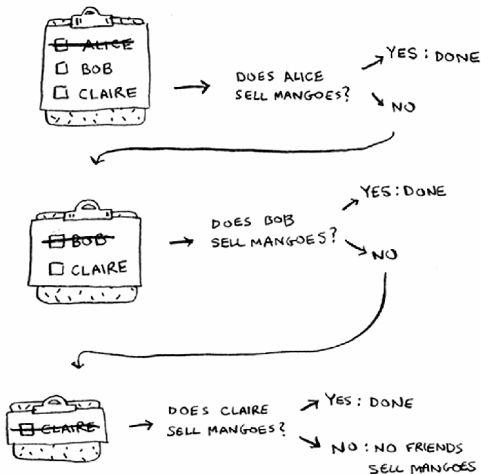 ALICE
BOB
CLAIRE
DOES ALICE
SELL MANGOES?
YES: DONE
NO
BOB
CLAIRE
DOES BOB
SELL MANGOES?
YES: DONE
NO
CLAIRE
DOES CLAIRE
SELL MANGOES?
YES: DONE
NO: NO FRIENDS
SELL MANGOES